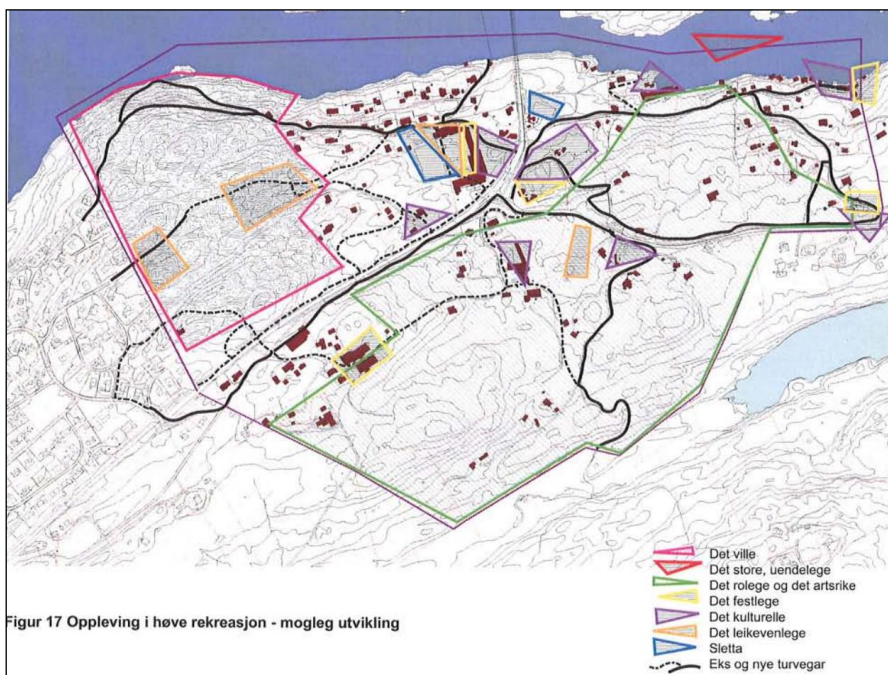 Det ville
Det store, uendelege
Det rolege og det artsrike
Det festlege
Det kulturelle
Det leikevenlege
Sletta
Eks og nye turvegar
Figur 17 Oppleving i høve rekreasjon - mogleg utvikling